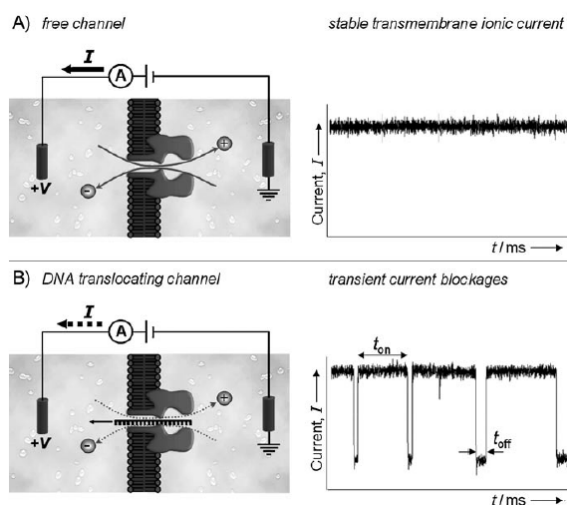 A) free channel
stable transmembrane ionic current
I
A
+
-
+V
Current, I
t / ms
B) DNA translocating channel
transient current blockages
I
A
+
-
+V
t_on
t_off
Current, I
t / ms